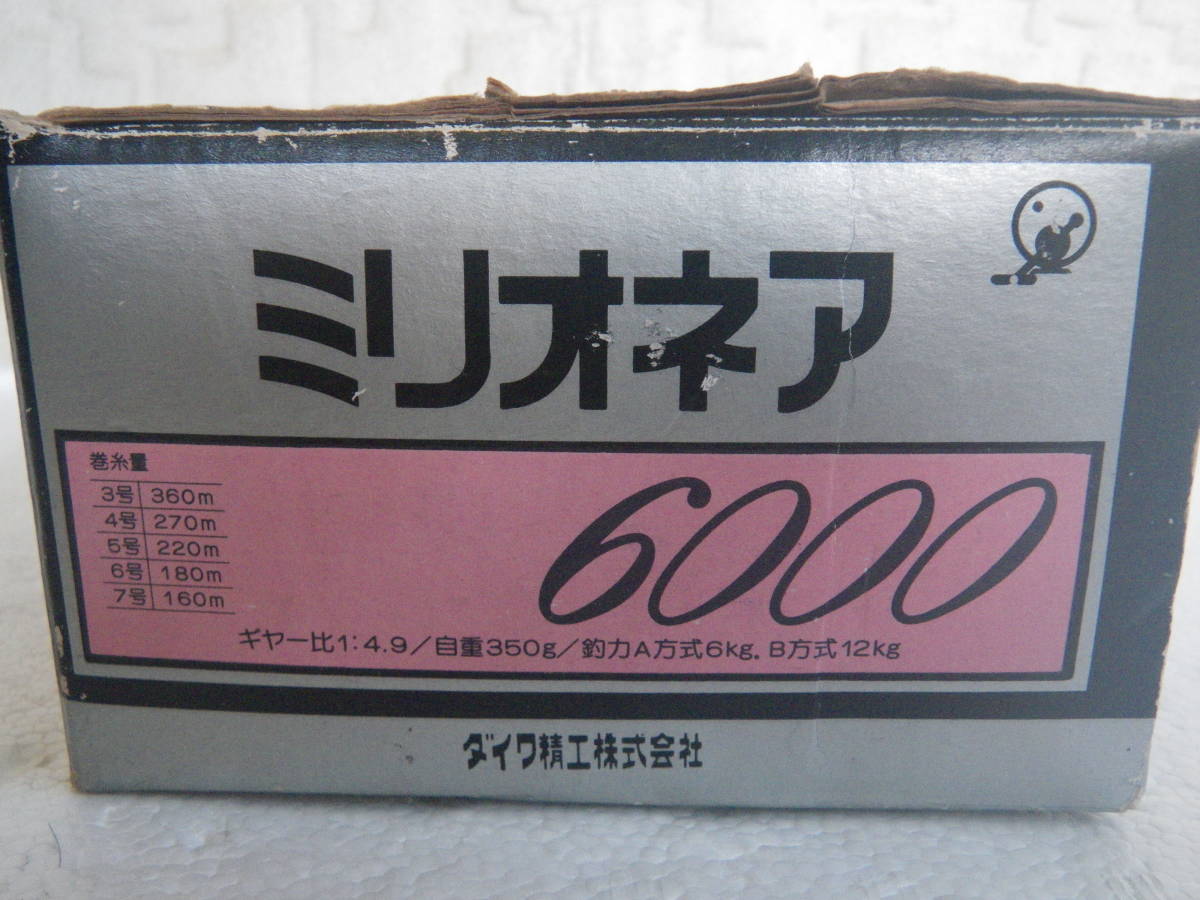 ミリオネア
巻糸量
3号 360m
4号 270m
5号 220m
6号 180m
7号 160m
6000
ギヤー比1:4.9/自重350g/釣力A方式6kg. B方式12kg
ダイワ精工株式会社